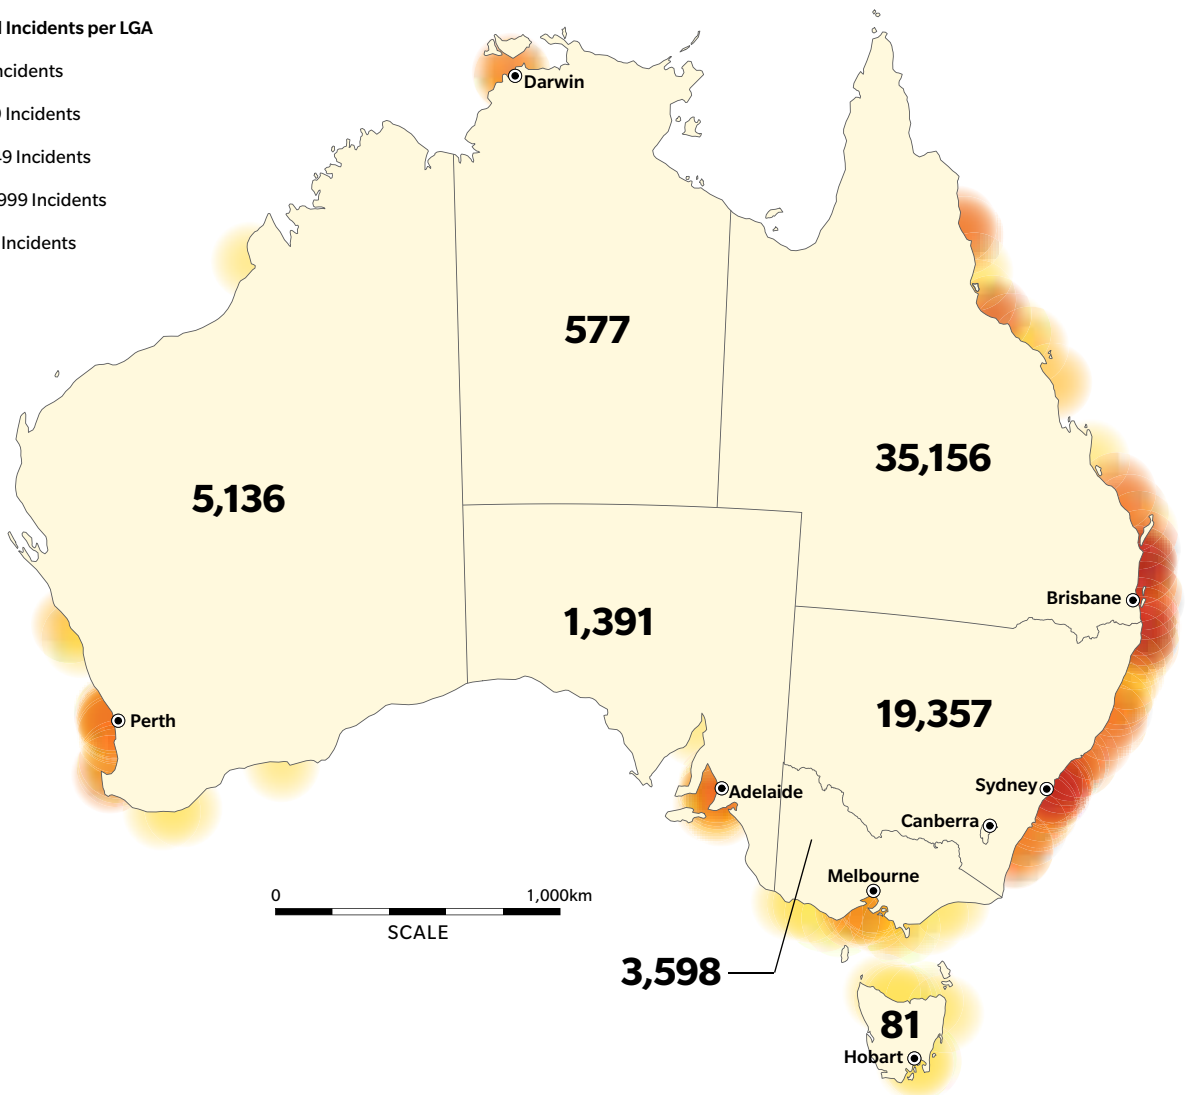 Incidents per LGA
ncidents
Incidents
49 Incidents
999 Incidents
Incidents
Darwin
577
35,156
5,136
Brisbane
1,391
19,357
Perth
Sydney
Adelaide
Canberra
Melbourne
0 1,000km
SCALE
3,598
81
Hobart